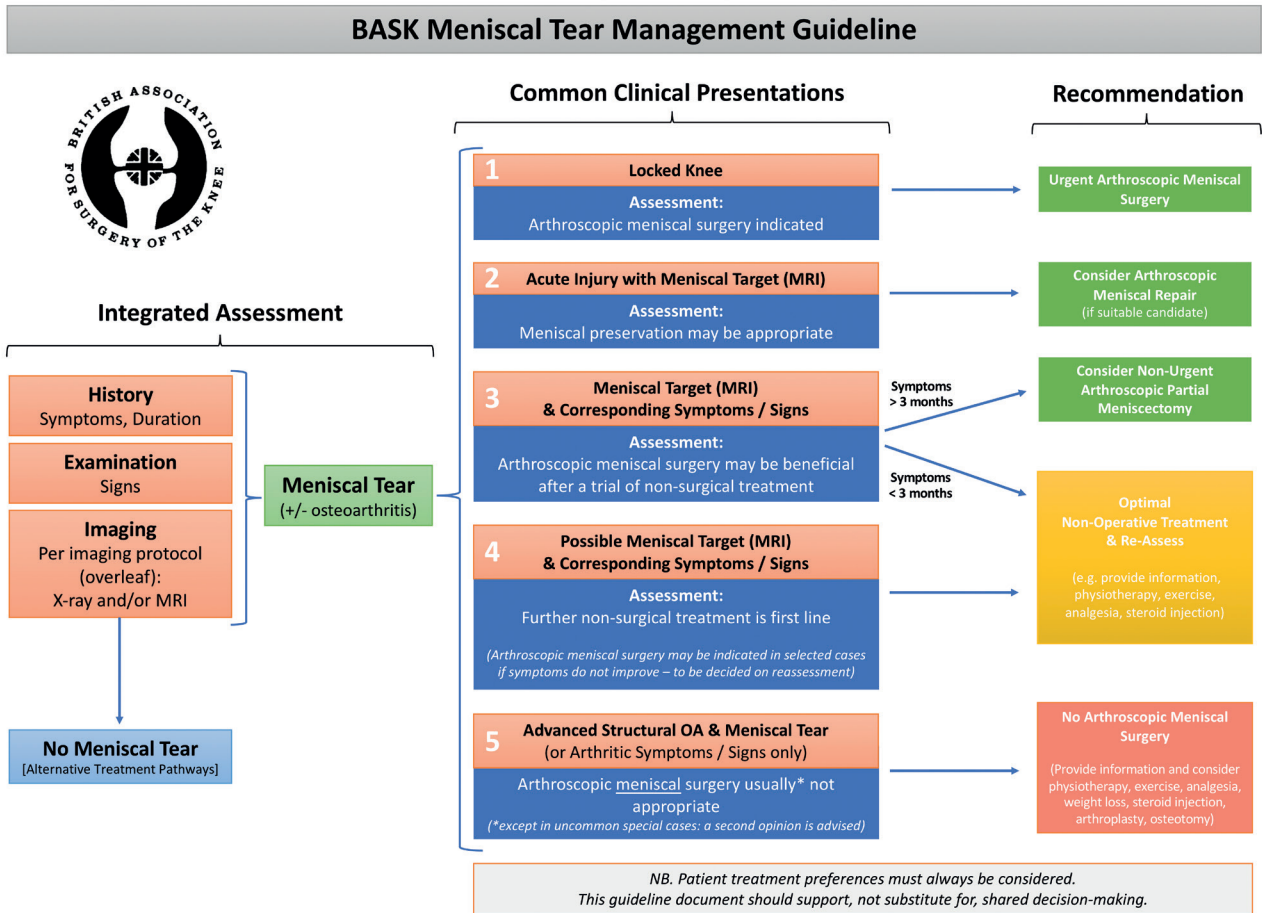 BASK Meniscal Tear Management Guideline
BRITISH ASSOCIATION
FOR SURGERY OF THE KNEE
Integrated Assessment
History
Symptoms, Duration
Examination
Signs
Imaging
Per imaging protocol
(overleaf):
X-ray and/or MRI
No Meniscal Tear
[Alternative Treatment Pathways]
Meniscal Tear
(+/- osteoarthritis)
Common Clinical Presentations
1
Locked Knee
Assessment:
Arthroscopic meniscal surgery indicated
2
Acute Injury with Meniscal Target (MRI)
Assessment:
Meniscal preservation may be appropriate
3
Meniscal Target (MRI)
& Corresponding Symptoms / Signs
Assessment:
Arthroscopic meniscal surgery may be beneficial
after a trial of non-surgical treatment
Symptoms
> 3 months
Symptoms
< 3 months
4
Possible Meniscal Target (MRI)
& Corresponding Symptoms / Signs
Assessment:
Further non-surgical treatment is first line
(Arthroscopic meniscal surgery may be indicated in selected cases
if symptoms do not improve – to be decided on reassessment)
5
Advanced Structural OA & Meniscal Tear
(or Arthritic Symptoms / Signs only)
Arthroscopic meniscal surgery usually* not
appropriate
(*except in uncommon special cases: a second opinion is advised)
Recommendation
Urgent Arthroscopic Meniscal
Surgery
Consider Arthroscopic
Meniscal Repair
(if suitable candidate)
Consider Non-Urgent
Arthroscopic Partial
Meniscectomy
Optimal
Non-Operative Treatment
& Re-Assess
(e.g. provide information,
physiotherapy, exercise,
analgesia, steroid injection)
No Arthroscopic Meniscal
Surgery
(Provide information and consider
physiotherapy, exercise, analgesia,
weight loss, steroid injection,
arthroplasty, osteotomy)
NB. Patient treatment preferences must always be considered.
This guideline document should support, not substitute for, shared decision-making.